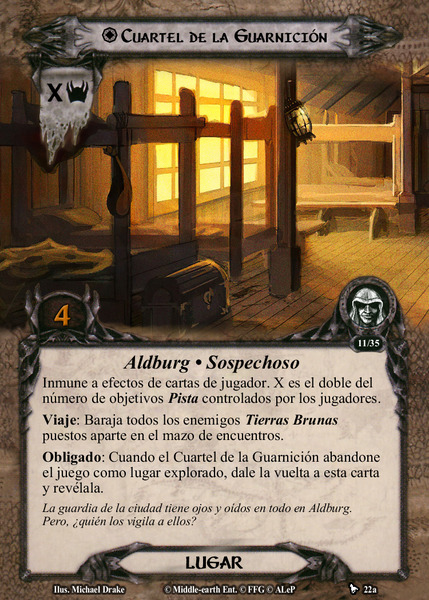 Cuartel de la Guarnición
X
4
11/35
Aldburg • Sospechoso
Inmune a efectos de cartas de jugador. X es el doble del
número de objetivos Pista controlados por los jugadores.
Viaje: Baraja todos los enemigos Tierras Brunas
puestos aparte en el mazo de encuentros.
Obligado: Cuando el Cuartel de la Guarnición abandone
el juego como lugar explorado, dale la vuelta a esta carta
y revélala.
La guardia de la ciudad tiene ojos y oídos en todo en Aldburg.
Pero, ¿quién los vigila a ellos?
LUGAR
Ilus. Michael Drake © Middle-earth Ent. © FFG © ALeP 22a